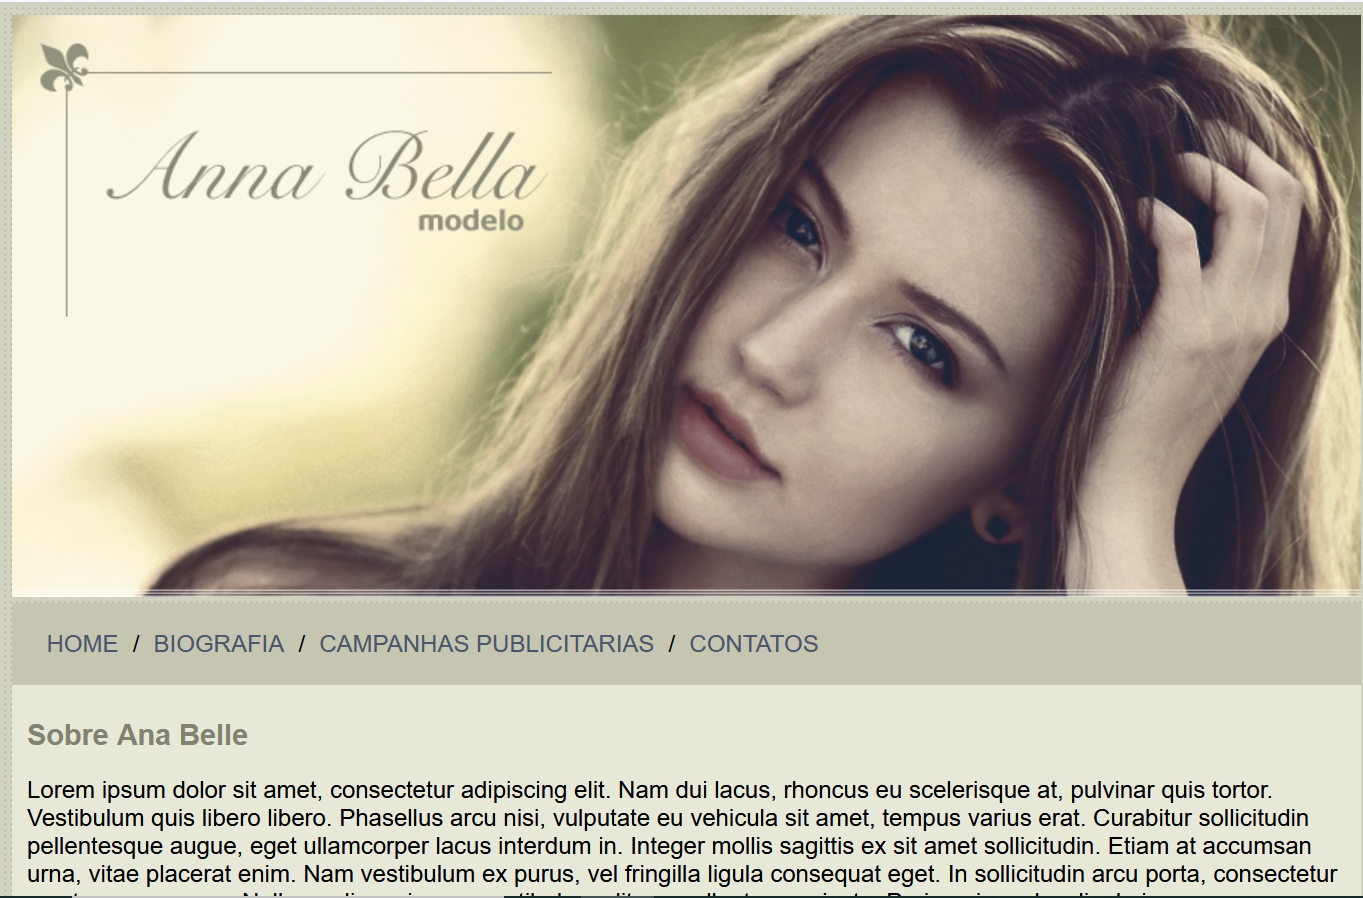 Anna Bella
modelo
HOME / BIOGRAFIA / CAMPANHAS PUBLICITARIAS / CONTATOS
Sobre Ana Belle
Lorem ipsum dolor sit amet, consectetur adipiscing elit. Nam dui lacus, rhoncus eu scelerisque at, pulvinar quis tortor.
Vestibulum quis libero libero. Phasellus arcu nisi, vulputate eu vehicula sit amet, tempus varius erat. Curabitur sollicitudin
pellentesque augue, eget ullamcorper lacus interdum in. Integer mollis sagittis ex sit amet sollicitudin. Etiam at accumsan
urna, vitae placerat enim. Nam vestibulum ex purus, vel fringilla ligula consequat eget. In sollicitudin arcu porta, consectetur